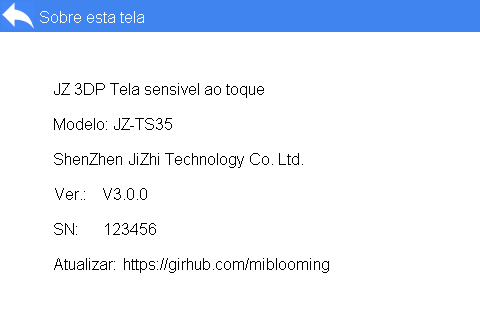 Sobre esta tela
JZ 3DP Tela sensivel ao toque
Modelo: JZ-TS35
ShenZhen JiZhi Technology Co. Ltd.
Ver.: V3.0.0
SN: 123456
Atualizar: https://girhub.com/miblooming